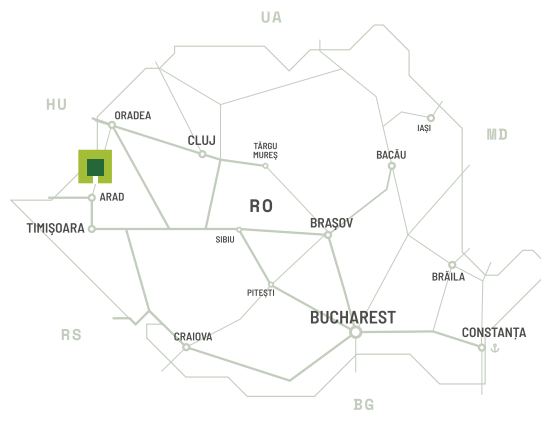 UA
HU
ORADEA
IAȘI
MD
CLUJ
TÂRGU
MUREȘ
BACĂU
ARAD
RO
TIMIȘOARA
BRAȘOV
SIBIU
BRĂILA
PITEȘTI
BUCHAREST
RS
CRAIOVA
CONSTANȚA
BG